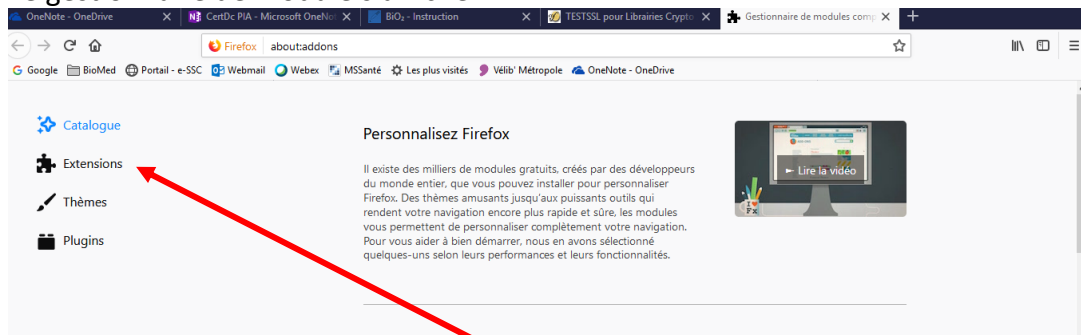 OneNote - OneDrive
CertDc PIA - Microsoft OneNot
BiO₂ - Instruction
TESTSSL pour Librairies Crypto
Gestionnaire de modules comp
Firefox about:addons
Google BioMed Portail - e-SSC Webmail Webex MSSanté Les plus visités Vélib' Métropole OneNote - OneDrive
Catalogue
Extensions
Thèmes
Plugins
Personnalisez Firefox
Il existe des milliers de modules gratuits, créés par des développeurs
du monde entier, que vous pouvez installer pour personnaliser
Firefox. Des thèmes amusants jusqu'aux puissants outils qui
rendent votre navigation encore plus rapide et sûre, les modules
vous permettent de personnaliser complètement votre navigation.
Pour vous aider à bien démarrer, nous en avons sélectionné
quelques-uns selon leurs performances et leurs fonctionnalités.
Lire la vidéo